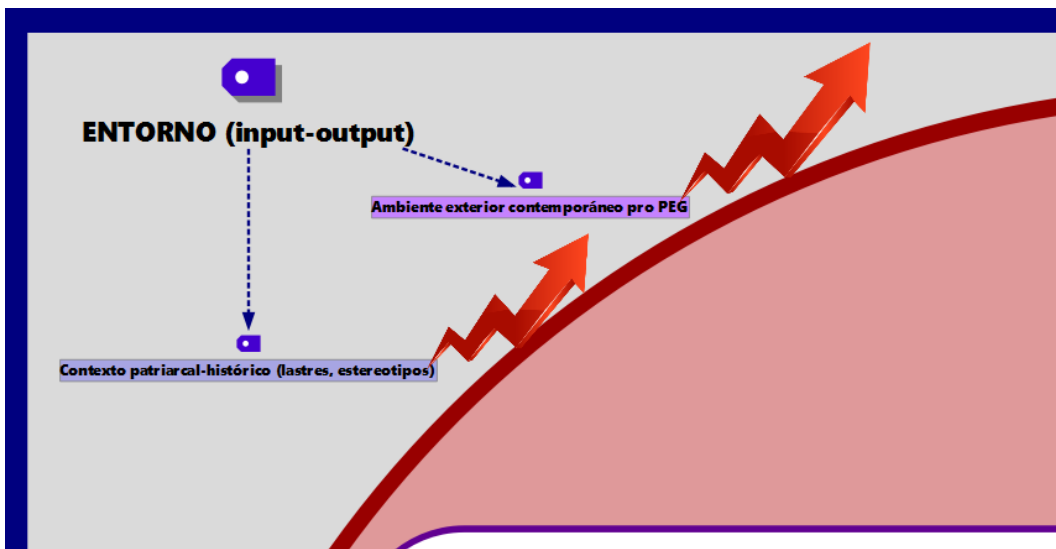 ENTORNO (input-output)
Ambiente exterior contemporáneo pro PEG
Contexto patriarcal-histórico (lastres, estereotipos)